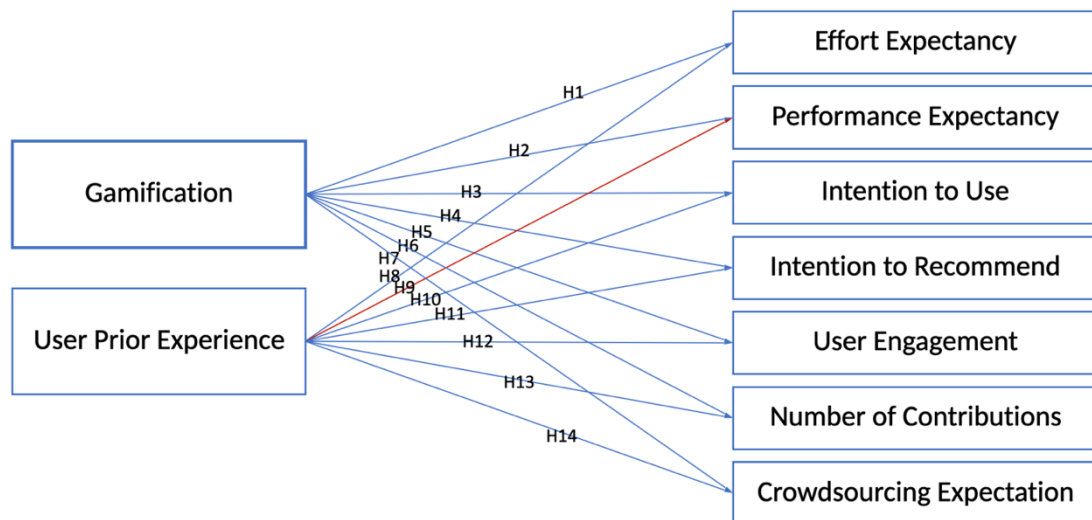 Gamification
User Prior Experience
H1
H2
H3
H4
H5
H6
H7
H8
H9
H10
H11
H12
H13
H14
Effort Expectancy
Performance Expectancy
Intention to Use
Intention to Recommend
User Engagement
Number of Contributions
Crowdsourcing Expectation